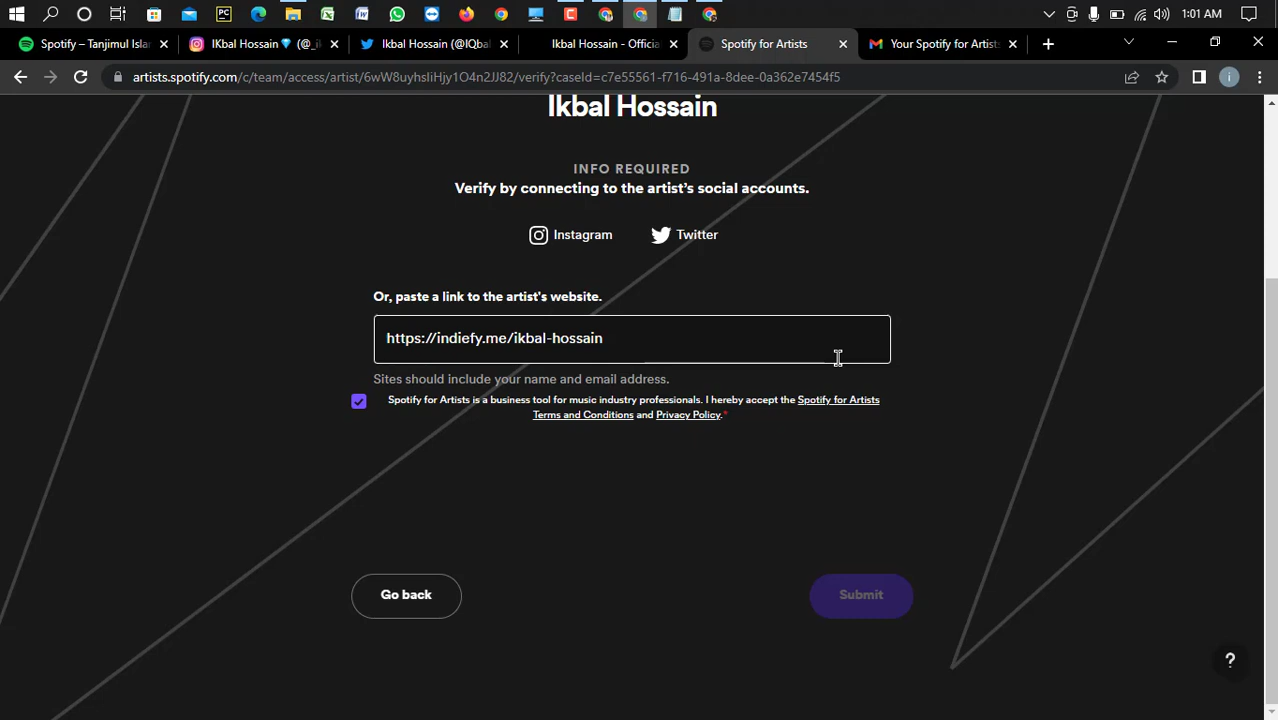 PC
1:01 AM
Spotify – Tanjimul Isla
IKbal Hossain💎 (@_i
Ikbal Hossain (@IQba
Ikbal Hossain - Officia
Spotify for Artists
Your Spotify for Artists
artists.spotify.com/c/team/access/artist/6wW8uyhsIiHjy1O4n2JJ82/verify?caseId=c7e55561-f716-491a-8dee-0a362e7454f5
i
Ikbal Hossain
INFO REQUIRED
Verify by connecting to the artist’s social accounts.
Instagram
Twitter
Or, paste a link to the artist's website.
https://indiefy.me/ikbal-hossain
Sites should include your name and email address.
Spotify for Artists is a business tool for music industry professionals. I hereby accept the Spotify for Artists
Terms and Conditions and Privacy Policy.*
Go back
Submit
?